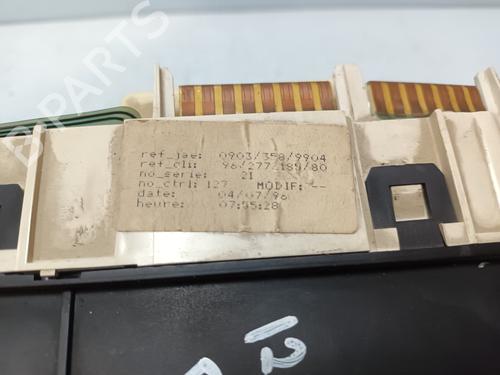 B-PARTS
ref_jae: 0903/358/9904
ref_cli: 96/277/189/80
no_serie: 21
no_ctrl: 127 MODIF: --
date: 04/07/96
heure: 07:55:28